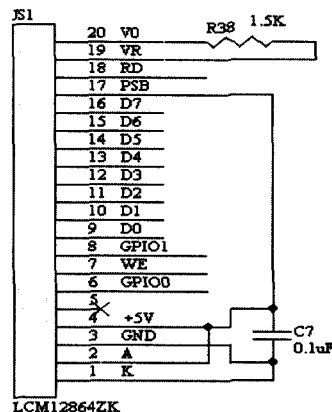 JS1
20 V0
R38 1.5K
19 VR
18 RD
17 PSB
16 D7
15 D6
14 D5
13 D4
12 D3
11 D2
10 D1
9 D0
8 GPIO1
7 WE
6 GPIO0
5
4 +5V
3 GND
2 A
1 K
C7
0.1uF
LCM12864ZK